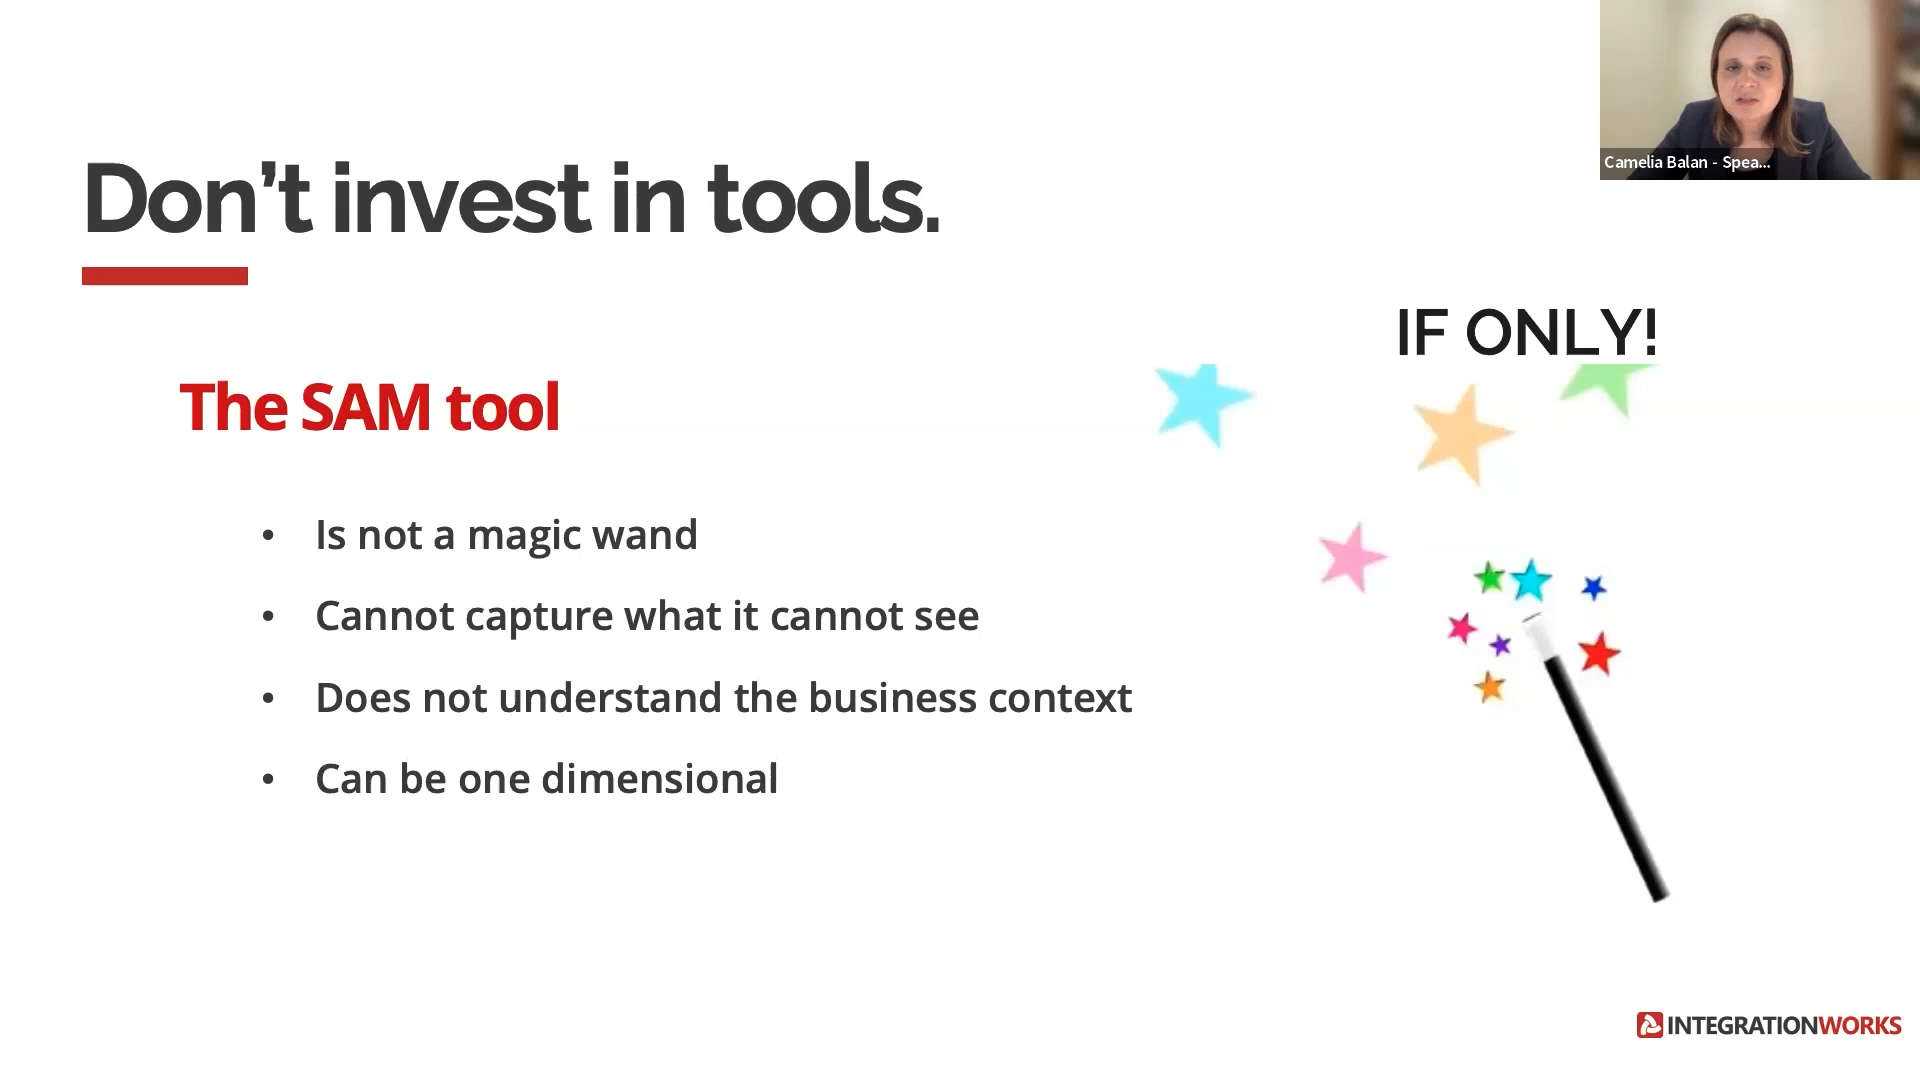 Camelia Balan - Spea...
Don’t invest in tools.
IF ONLY!
The SAM tool
• Is not a magic wand
• Cannot capture what it cannot see
• Does not understand the business context
• Can be one dimensional
INTEGRATIONWORKS